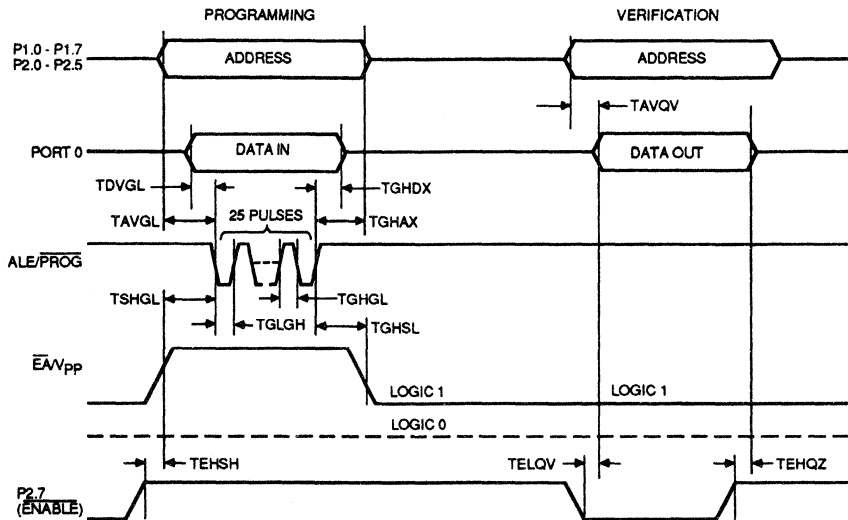 PROGRAMMING VERIFICATION
P1.0 - P1.7
P2.0 - P2.5
ADDRESS ADDRESS
TAVQV
PORT 0 DATA IN DATA OUT
TDVGL TGHDX
TAVGL 25 PULSES TGHAX
ALE/PROG
TSHGL TGHGL
TGLGH TGHSL
EA/VPP
LOGIC 1 LOGIC 1
LOGIC 0
TEHSH TELQV TEHQZ
P2.7
(ENABLE)